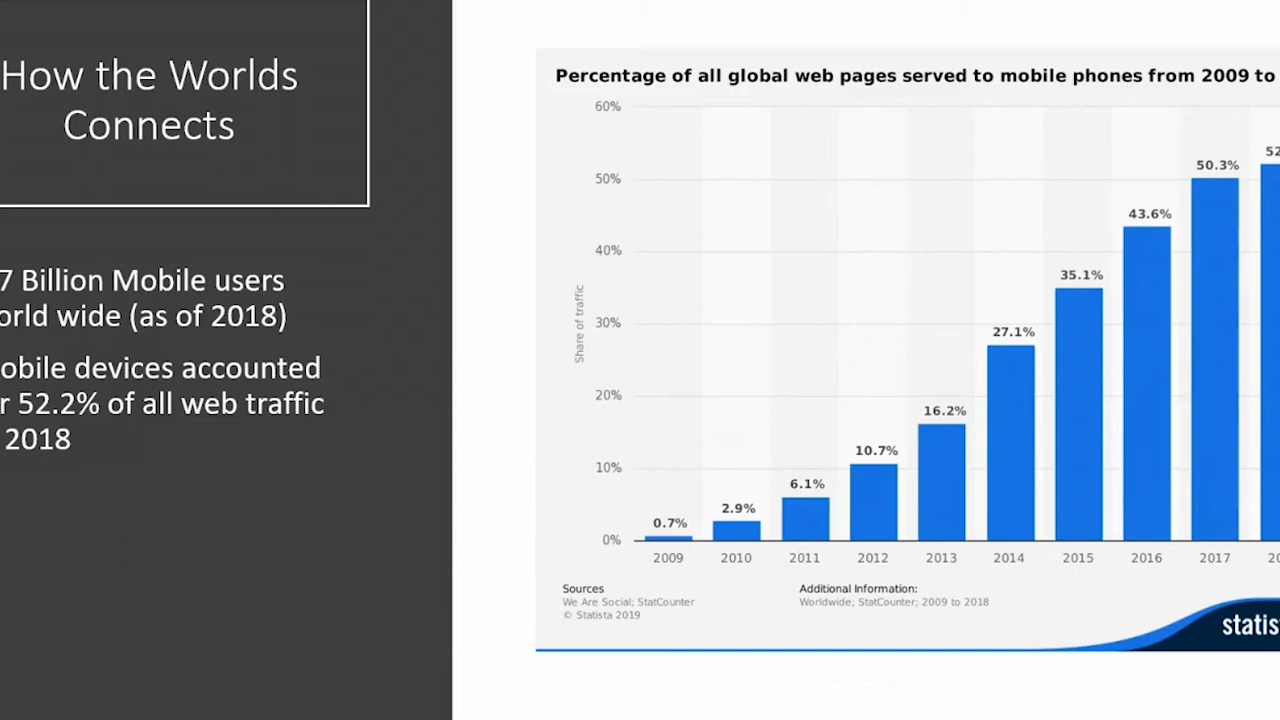 How the Worlds
Connects
7 Billion Mobile users
orld wide (as of 2018)
obile devices accounted
r 52.2% of all web traffic
2018
Percentage of all global web pages served to mobile phones from 2009 to
60%
50%
40%
30%
20%
10%
0%
Share of traffic
0.7%
2.9%
6.1%
10.7%
16.2%
27.1%
35.1%
43.6%
50.3%
52
2009 2010 2011 2012 2013 2014 2015 2016 2017 20
Sources
We Are Social; StatCounter
© Statista 2019
Additional Information:
Worldwide; StatCounter; 2009 to 2018
statis